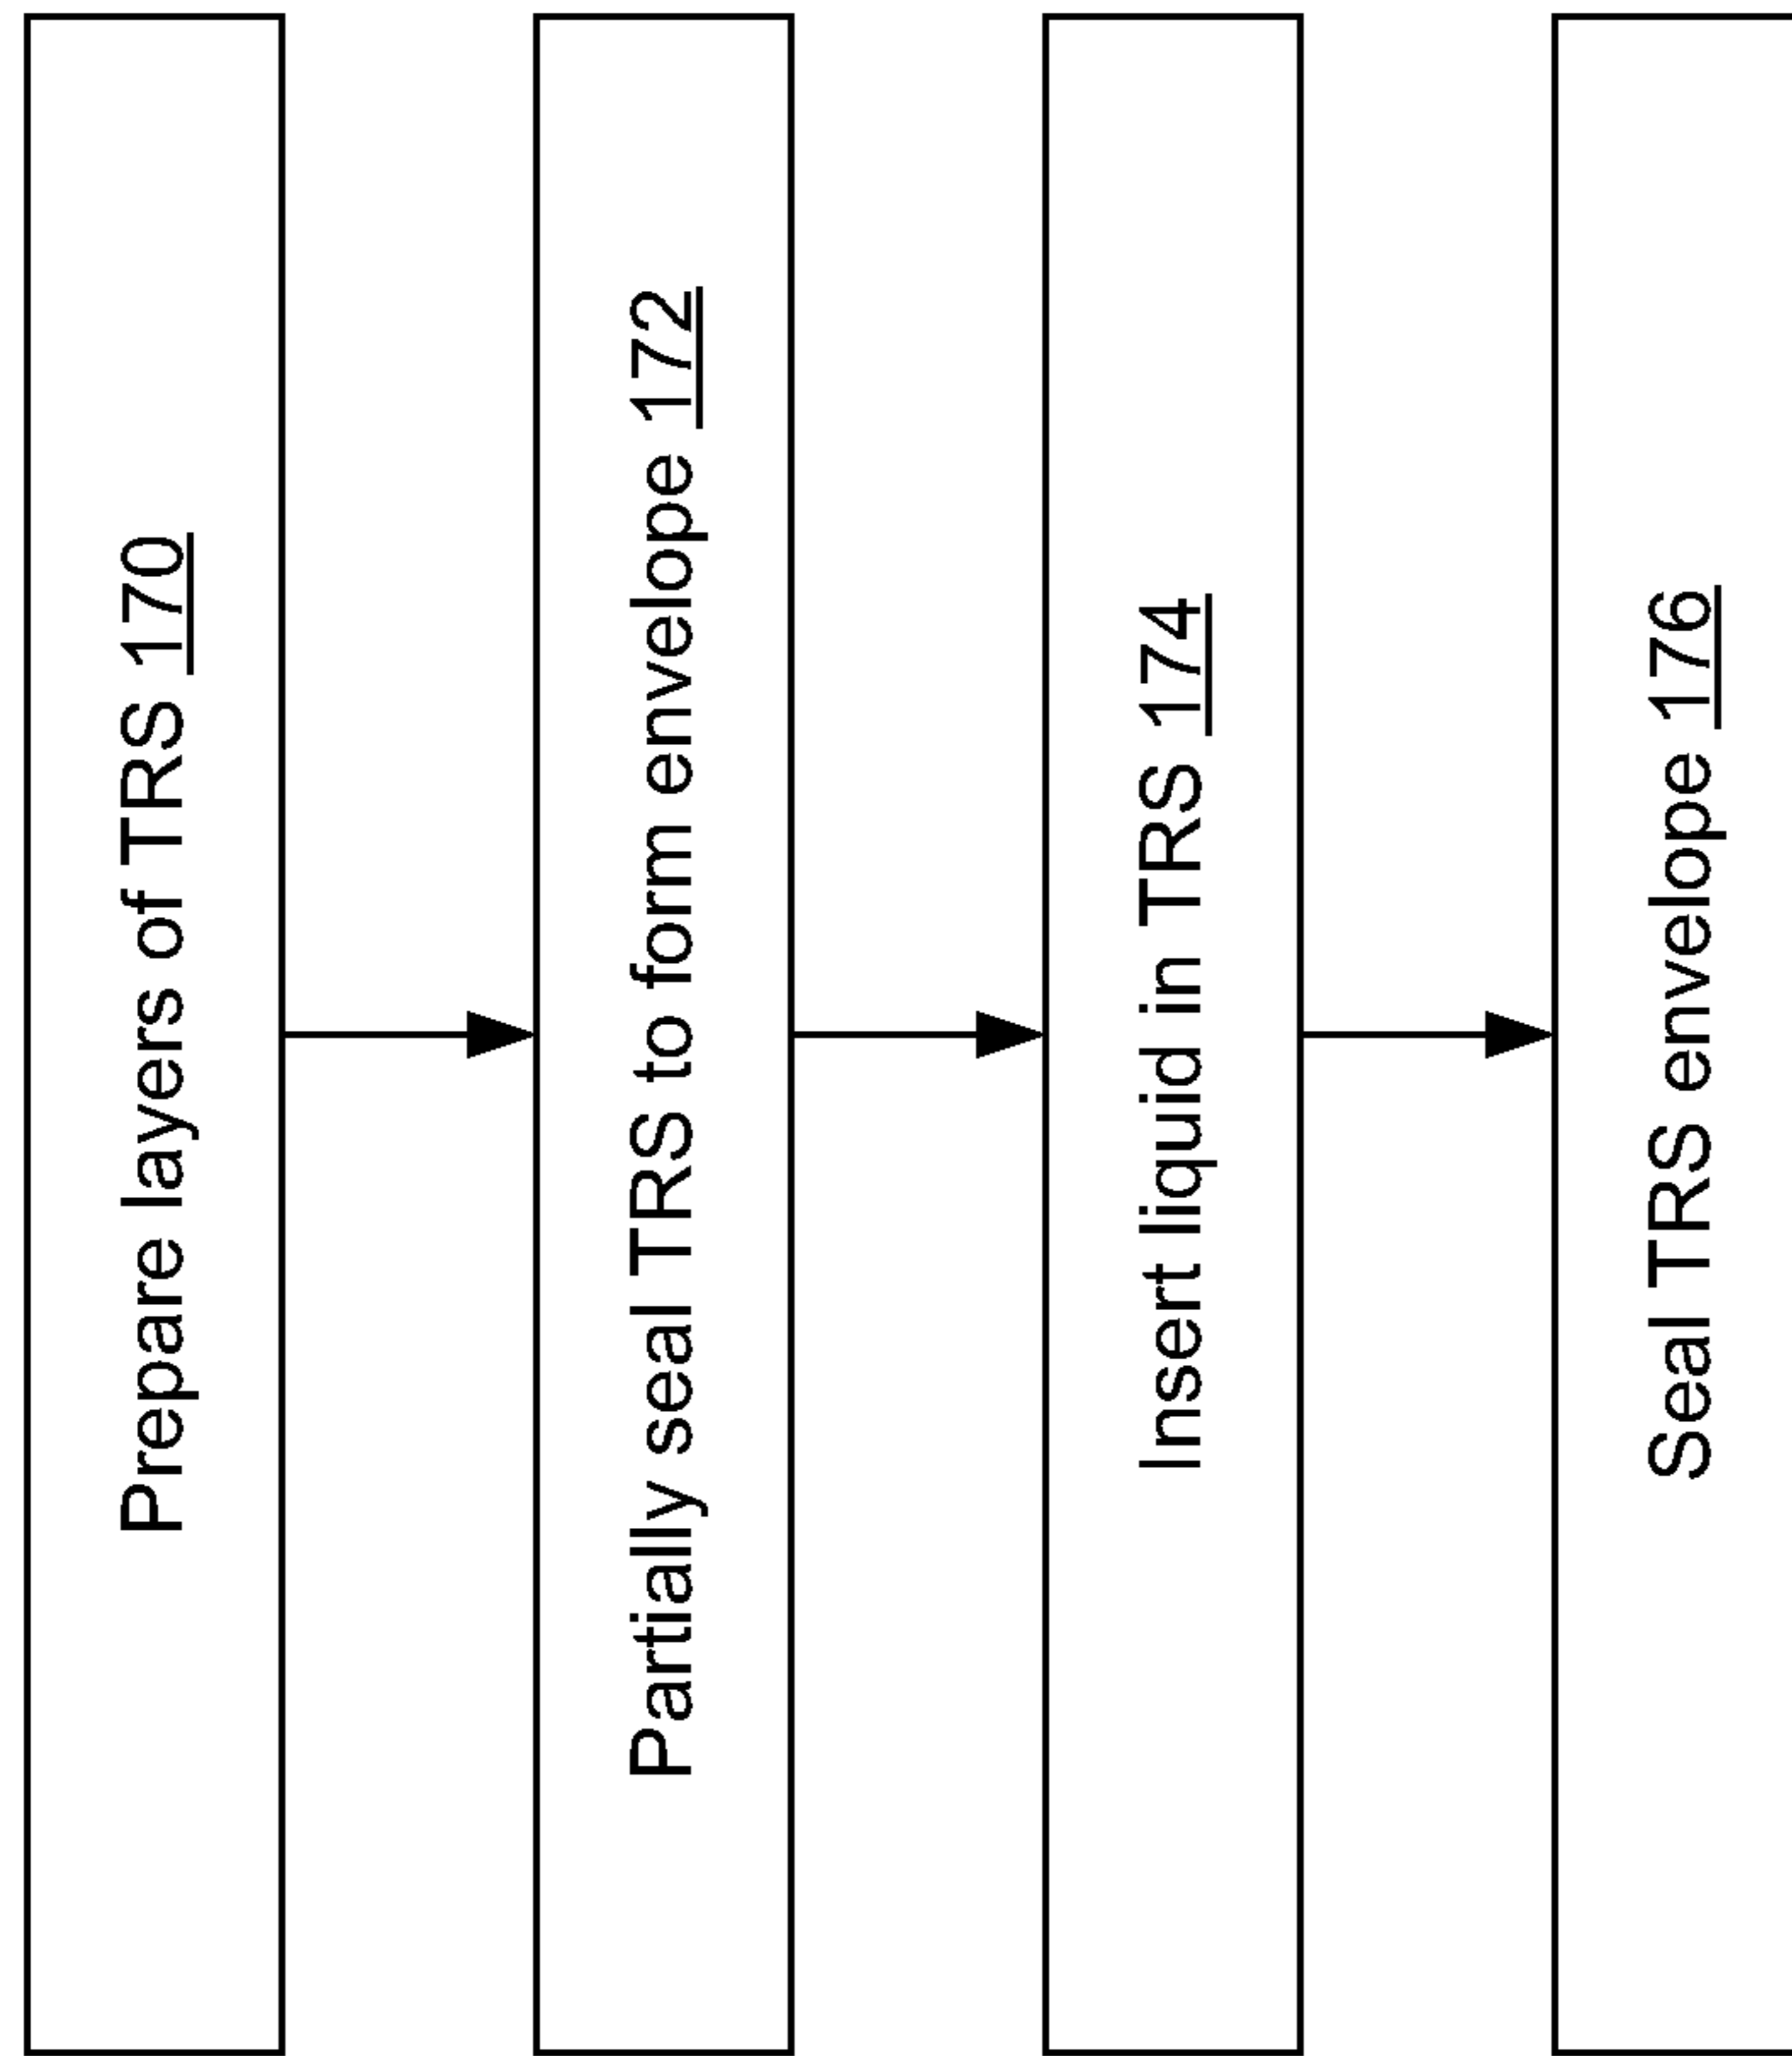 Prepare layers of TRS 170
Partially seal TRS to form envelope 172
Insert liquid in TRS 174
Seal TRS envelope 176